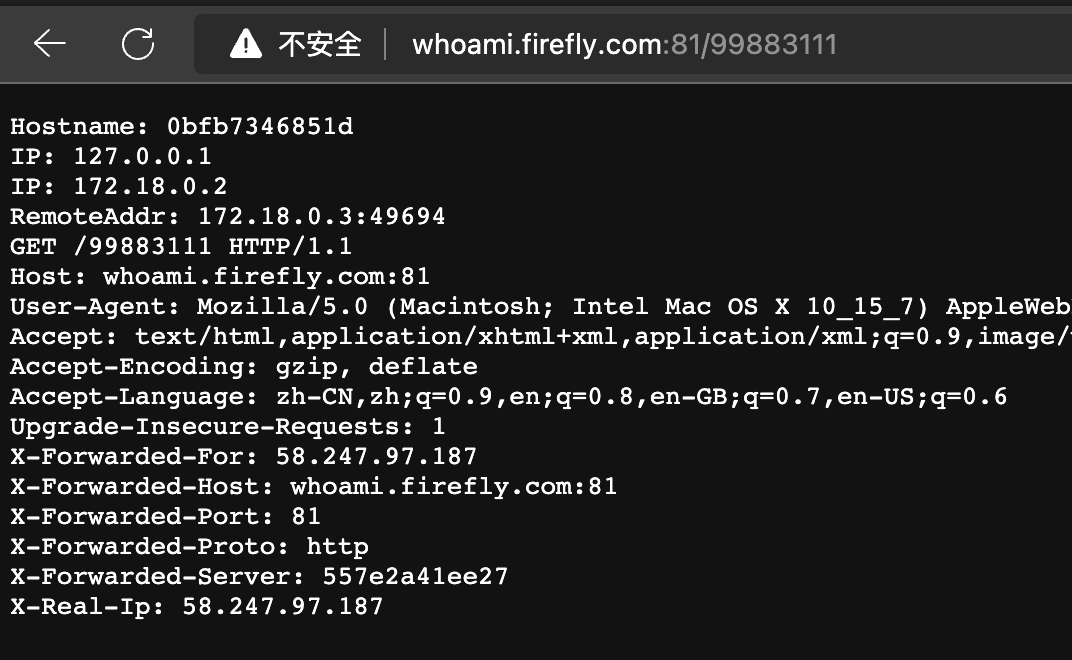 不安全 whoami.firefly.com:81/99883111
Hostname: 0bfb7346851d
IP: 127.0.0.1
IP: 172.18.0.2
RemoteAddr: 172.18.0.3:49694
GET /99883111 HTTP/1.1
Host: whoami.firefly.com:81
User-Agent: Mozilla/5.0 (Macintosh; Intel Mac OS X 10_15_7) AppleWeb
Accept: text/html,application/xhtml+xml,application/xml;q=0.9,image/
Accept-Encoding: gzip, deflate
Accept-Language: zh-CN,zh;q=0.9,en;q=0.8,en-GB;q=0.7,en-US;q=0.6
Upgrade-Insecure-Requests: 1
X-Forwarded-For: 58.247.97.187
X-Forwarded-Host: whoami.firefly.com:81
X-Forwarded-Port: 81
X-Forwarded-Proto: http
X-Forwarded-Server: 557e2a41ee27
X-Real-Ip: 58.247.97.187